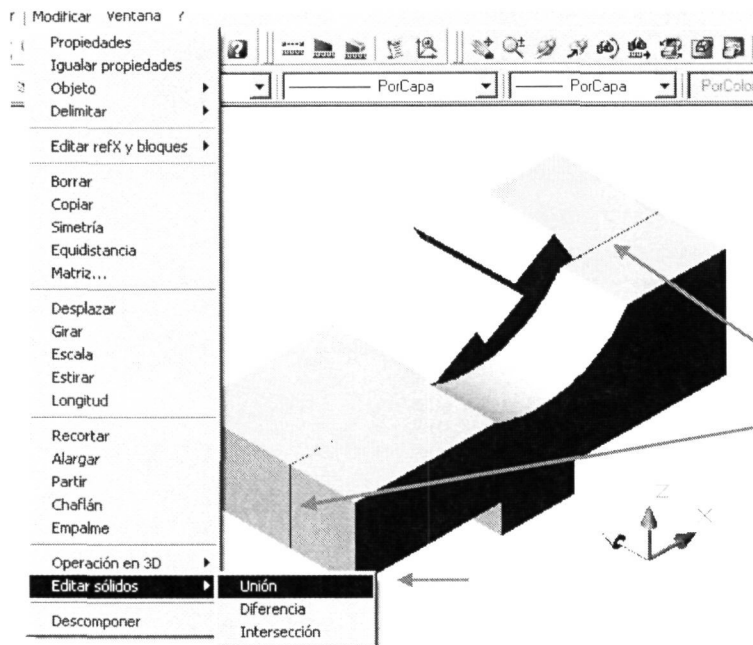 r | Modificar Ventana ?
Propiedades
Igualar propiedades
Objeto
Delimitar
PorCapa
PorCapa
PorColor
Editar refX y bloques
Borrar
Copiar
Simetría
Equidistancia
Matriz...
Desplazar
Girar
Escala
Estirar
Longitud
Recortar
Alargar
Partir
Chaflán
Empalme
Operación en 3D
Editar sólidos
Unión
Diferencia
Intersección
Descomponer
Z
X